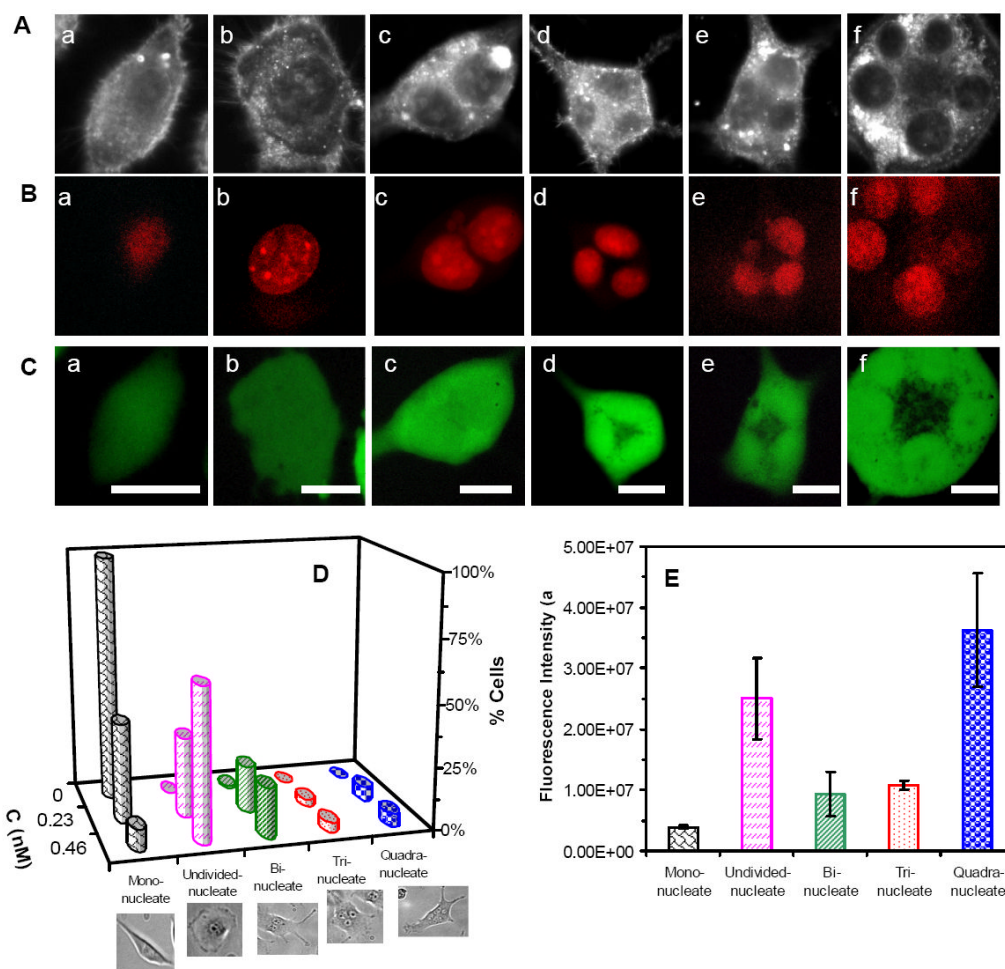 A
a b c d e f
B
a b c d e f
C
a b c d e f
D
100%
75%
50%
25%
0%
% Cells
0
0.23
0.46
C (nM)
Mono- Undivided- Bi- Tri- Quadra-
nucleate nucleate nucleate nucleate nucleate
E
5.00E+07
4.00E+07
3.00E+07
2.00E+07
1.00E+07
0.00E+00
Fluorescence Intensity (a
Mono- Undivided- Bi- Tri- Quadra-
nucleate nucleate nucleate nucleate nucleate